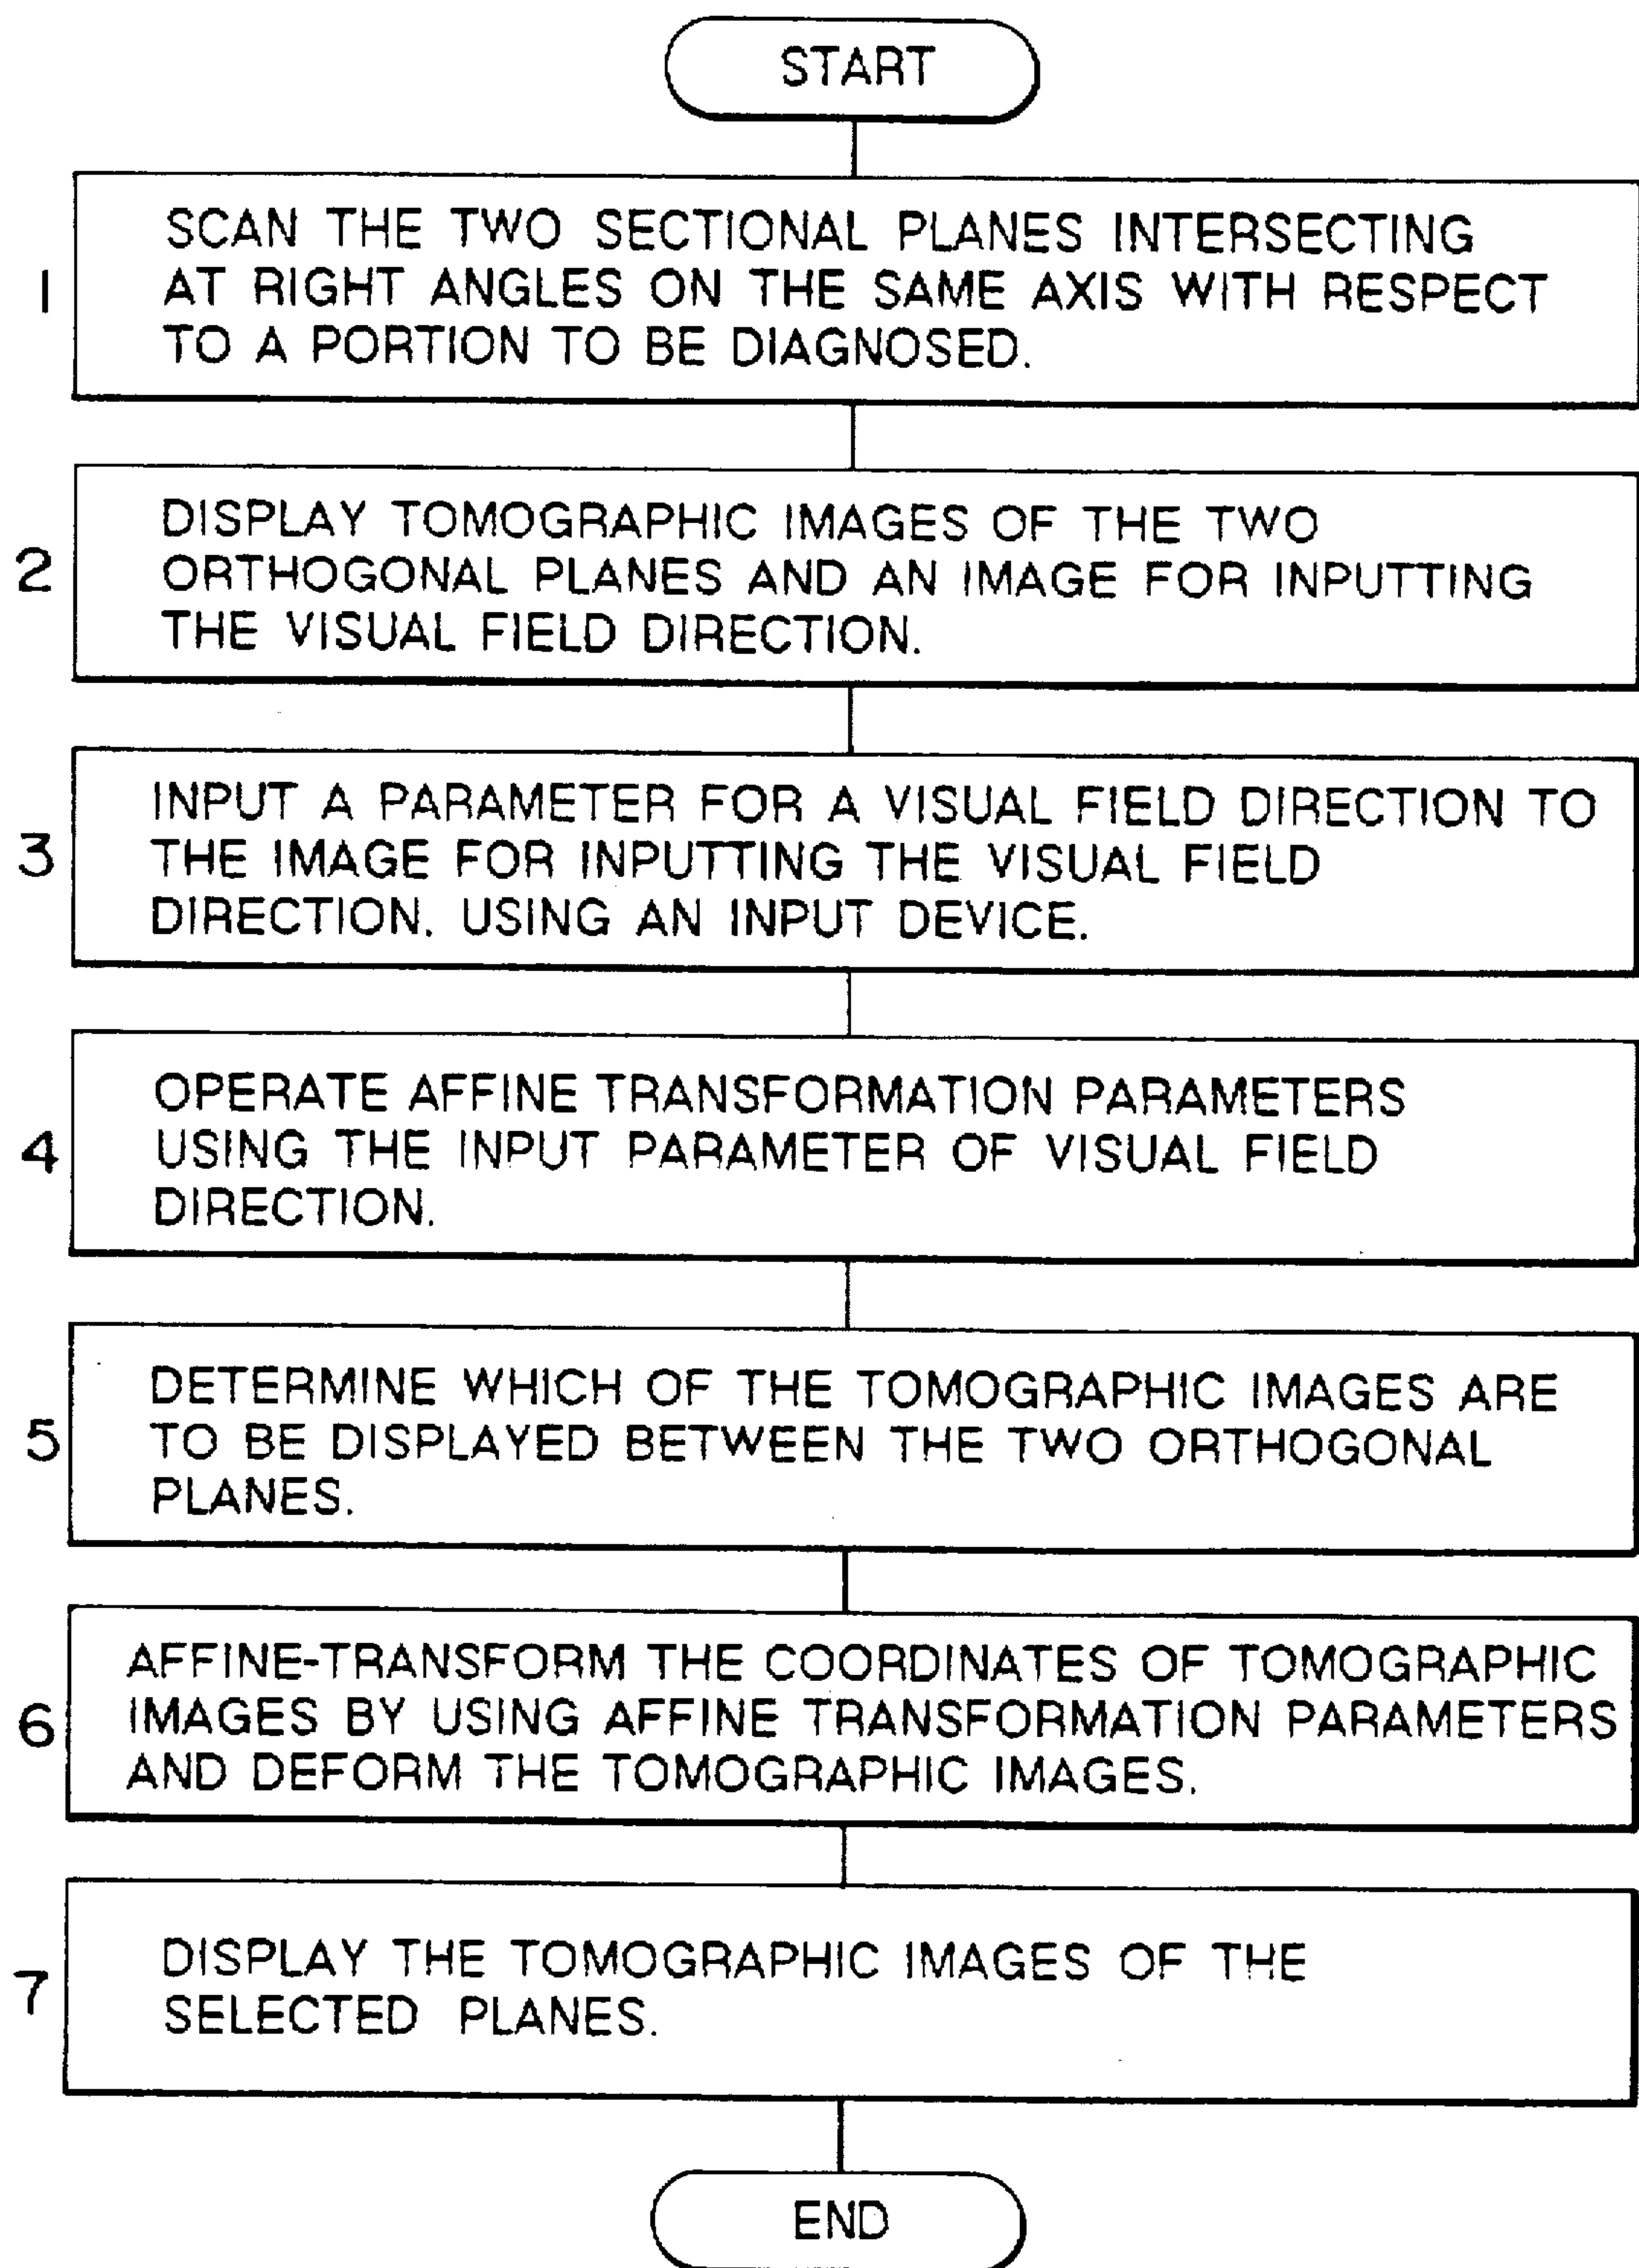 START
1
SCAN THE TWO SECTIONAL PLANES INTERSECTING
AT RIGHT ANGLES ON THE SAME AXIS WITH RESPECT
TO A PORTION TO BE DIAGNOSED.
2
DISPLAY TOMOGRAPHIC IMAGES OF THE TWO
ORTHOGONAL PLANES AND AN IMAGE FOR INPUTTING
THE VISUAL FIELD DIRECTION.
3
INPUT A PARAMETER FOR A VISUAL FIELD DIRECTION TO
THE IMAGE FOR INPUTTING THE VISUAL FIELD
DIRECTION. USING AN INPUT DEVICE.
4
OPERATE AFFINE TRANSFORMATION PARAMETERS
USING THE INPUT PARAMETER OF VISUAL FIELD
DIRECTION.
5
DETERMINE WHICH OF THE TOMOGRAPHIC IMAGES ARE
TO BE DISPLAYED BETWEEN THE TWO ORTHOGONAL
PLANES.
6
AFFINE-TRANSFORM THE COORDINATES OF TOMOGRAPHIC
IMAGES BY USING AFFINE TRANSFORMATION PARAMETERS
AND DEFORM THE TOMOGRAPHIC IMAGES.
7
DISPLAY THE TOMOGRAPHIC IMAGES OF THE
SELECTED PLANES.
END